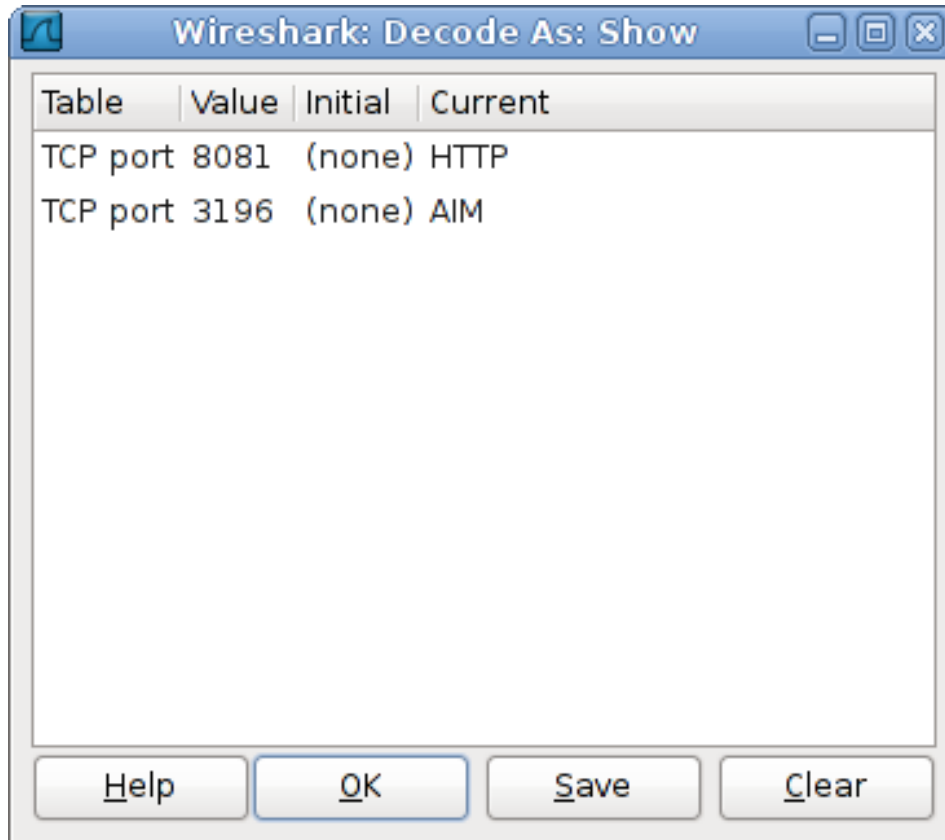 Wireshark: Decode As: Show
Table Value Initial Current
TCP port 8081 (none) HTTP
TCP port 3196 (none) AIM
Help OK Save Clear